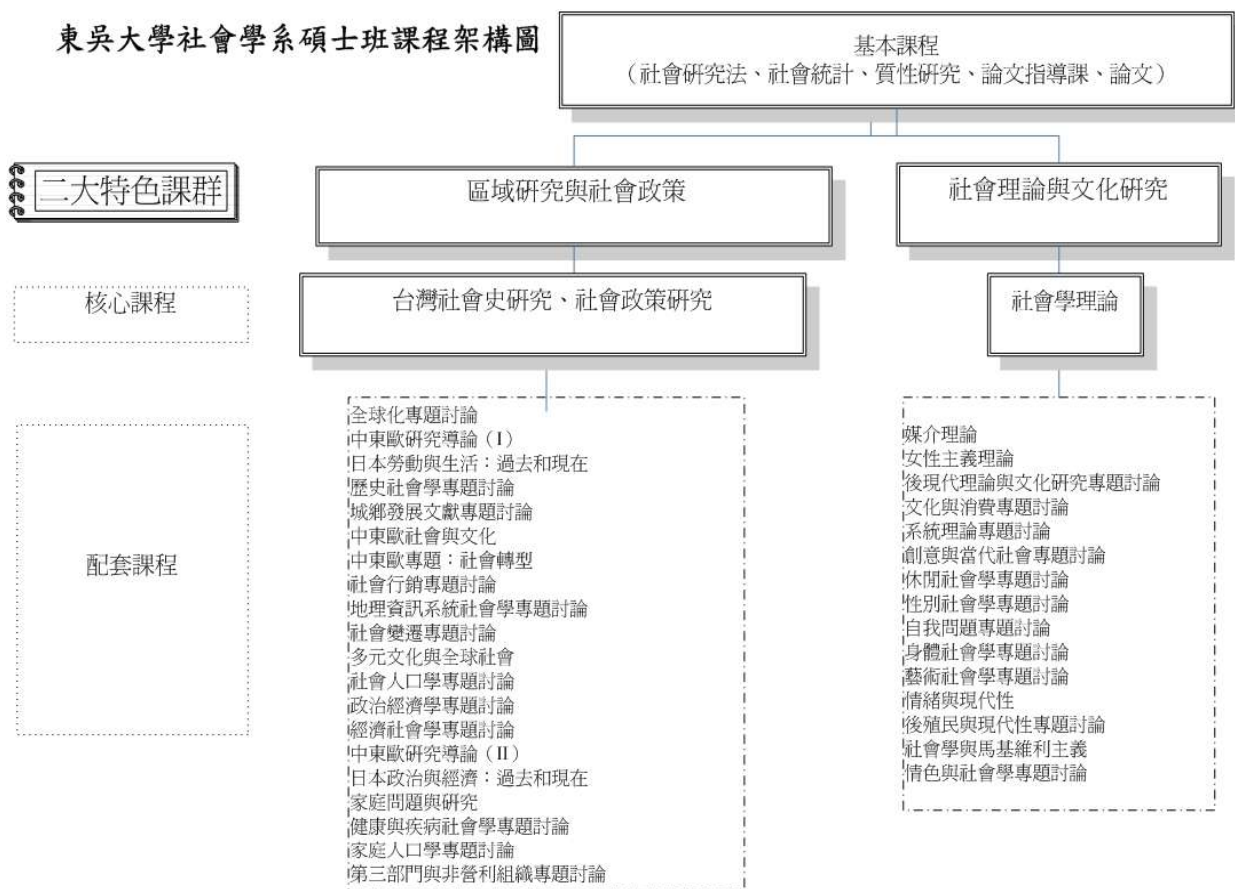 東吳大學社會學系碩士班課程架構圖
基本課程
（社會研究法、社會統計、質性研究、論文指導課、論文）
二大特色課群
區域研究與社會政策
社會理論與文化研究
核心課程
台灣社會史研究、社會政策研究
社會學理論
配套課程
全球化專題討論
中東歐研究導論（I）
日本勞動與生活：過去和現在
歷史社會學專題討論
城鄉發展文獻專題討論
中東歐社會與文化
中東歐專題：社會轉型
社會行銷專題討論
地理資訊系統社會學專題討論
社會變遷專題討論
多元文化與全球社會
社會人口學專題討論
政治經濟學專題討論
經濟社會學專題討論
中東歐研究導論（II）
日本政治與經濟：過去和現在
家庭問題與研究
健康與疾病社會學專題討論
家庭人口學專題討論
第三部門與非營利組織專題討論
媒介理論
女性主義理論
後現代理論與文化研究專題討論
文化與消費專題討論
系統理論專題討論
創意與當代社會專題討論
休閒社會學專題討論
性別社會學專題討論
自我問題專題討論
身體社會學專題討論
藝術社會學專題討論
情緒與現代性
後殖民與現代性專題討論
社會學與馬基維利主義
情色與社會學專題討論